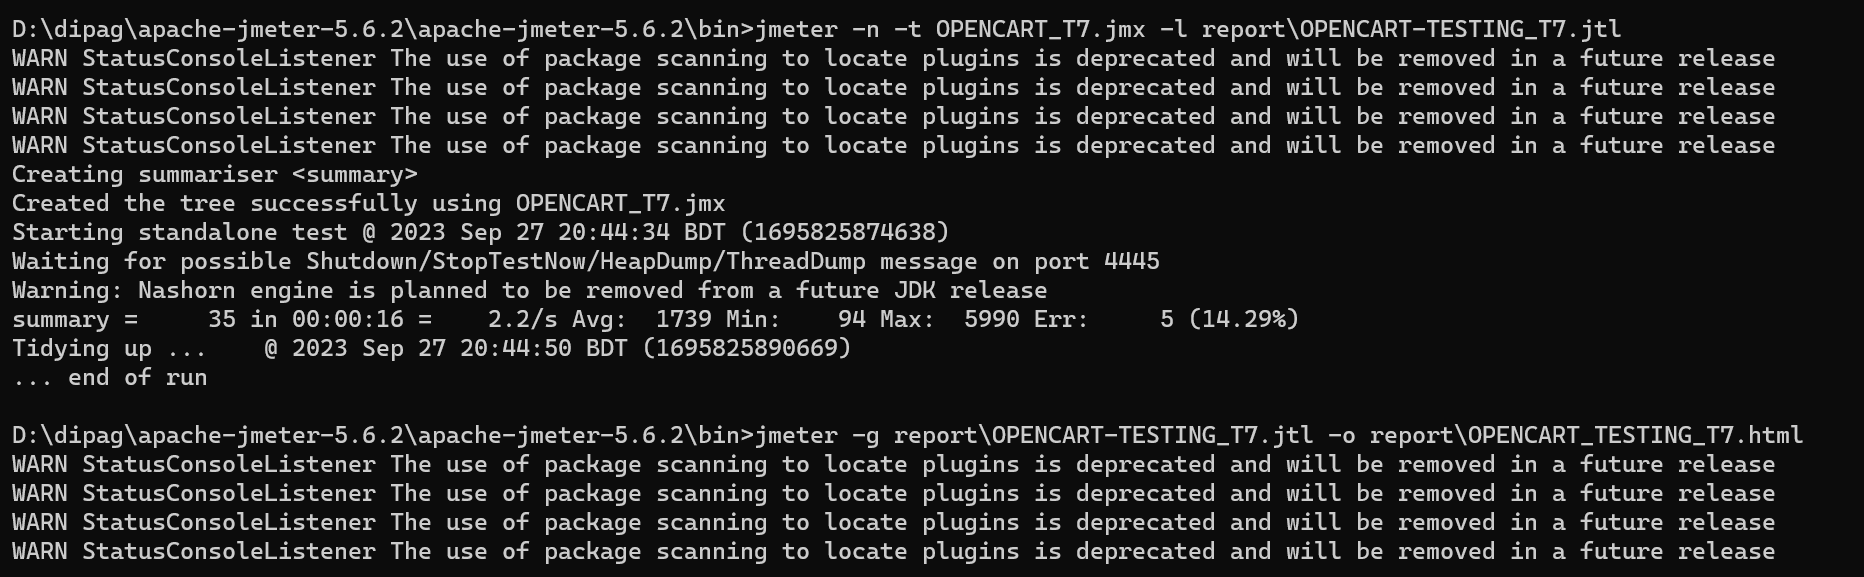 D:\dipag\apache-jmeter-5.6.2\apache-jmeter-5.6.2\bin>jmeter -n -t OPENCART_T7.jmx -l report\OPENCART-TESTING_T7.jtl
WARN StatusConsoleListener The use of package scanning to locate plugins is deprecated and will be removed in a future release
WARN StatusConsoleListener The use of package scanning to locate plugins is deprecated and will be removed in a future release
WARN StatusConsoleListener The use of package scanning to locate plugins is deprecated and will be removed in a future release
WARN StatusConsoleListener The use of package scanning to locate plugins is deprecated and will be removed in a future release
Creating summariser <summary>
Created the tree successfully using OPENCART_T7.jmx
Starting standalone test @ 2023 Sep 27 20:44:34 BDT (1695825874638)
Waiting for possible Shutdown/StopTestNow/HeapDump/ThreadDump message on port 4445
Warning: Nashorn engine is planned to be removed from a future JDK release
summary =     35 in 00:00:16 =    2.2/s Avg:  1739 Min:    94 Max:  5990 Err:     5 (14.29%)
Tidying up ...    @ 2023 Sep 27 20:44:50 BDT (1695825890669)
... end of run
D:\dipag\apache-jmeter-5.6.2\apache-jmeter-5.6.2\bin>jmeter -g report\OPENCART-TESTING_T7.jtl -o report\OPENCART_TESTING_T7.html
WARN StatusConsoleListener The use of package scanning to locate plugins is deprecated and will be removed in a future release
WARN StatusConsoleListener The use of package scanning to locate plugins is deprecated and will be removed in a future release
WARN StatusConsoleListener The use of package scanning to locate plugins is deprecated and will be removed in a future release
WARN StatusConsoleListener The use of package scanning to locate plugins is deprecated and will be removed in a future release